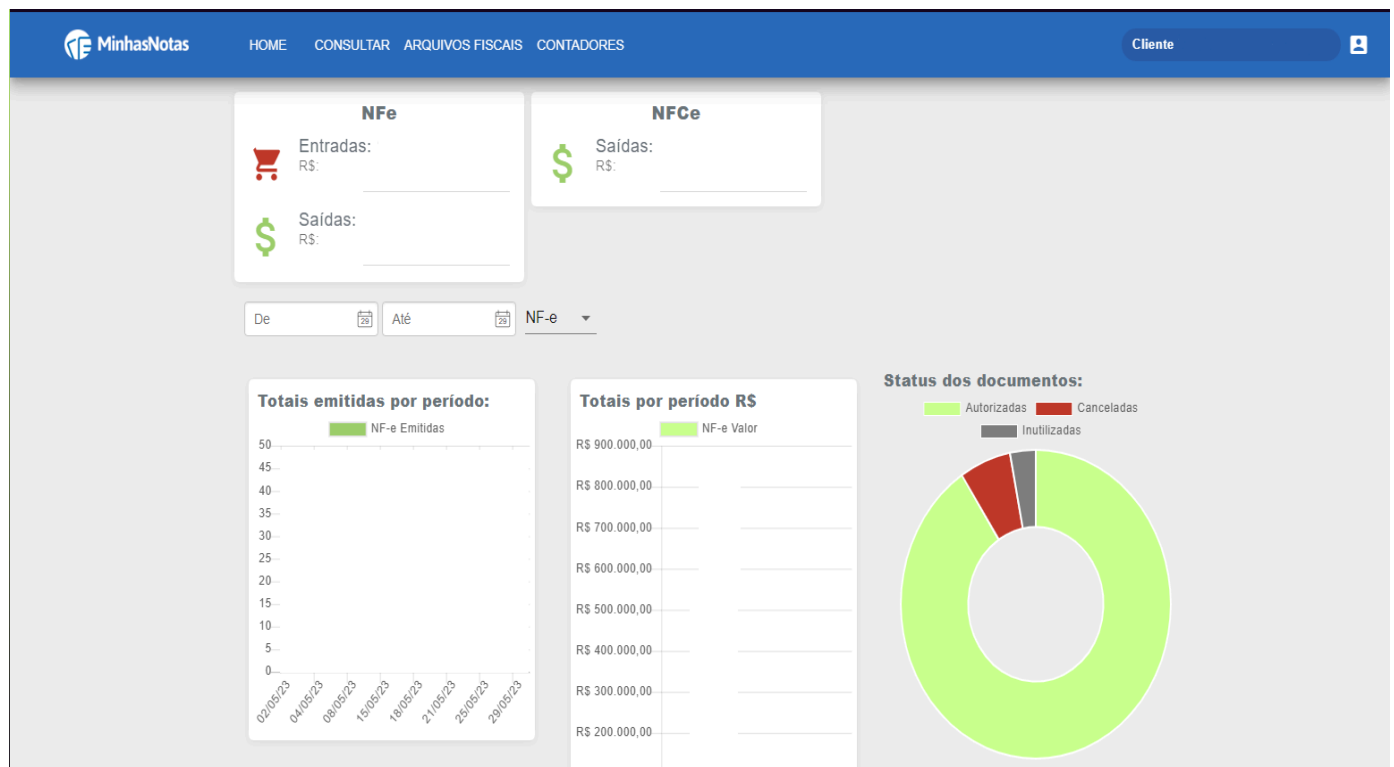 MinhasNotas HOME CONSULTAR ARQUIVOS FISCAIS CONTADORES Cliente
NFe
Entradas:
R$:
Saídas:
R$:
NFCe
Saídas:
R$:
De 29 Até 29 NF-e
Totais emitidas por período:
NF-e Emitidas
50
45
40
35
30
25
20
15
10
5
0
02/05/23 04/05/23 08/05/23 15/05/23 18/05/23 21/05/23 25/05/23 29/05/23
Totais por período R$
NF-e Valor
R$ 900.000,00
R$ 800.000,00
R$ 700.000,00
R$ 600.000,00
R$ 500.000,00
R$ 400.000,00
R$ 300.000,00
R$ 200.000,00
Status dos documentos:
Autorizadas Canceladas
Inutilizadas